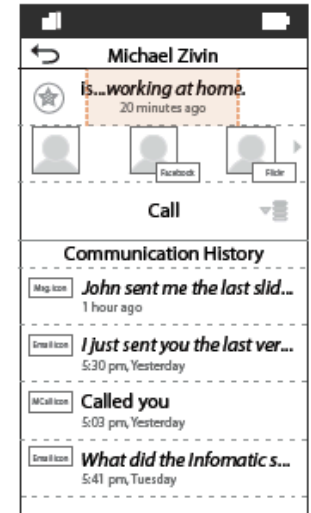 Michael Zivin
is...working at home.
20 minutes ago
Facebook
Flickr
Call
Communication History
Msg. icon
John sent me the last slid...
1 hour ago
Email icon
I just sent you the last ver...
5:30 pm, Yesterday
MCall icon
Called you
5:03 pm, Yesterday
Email icon
What did the Infomatic s...
5:41 pm, Tuesday